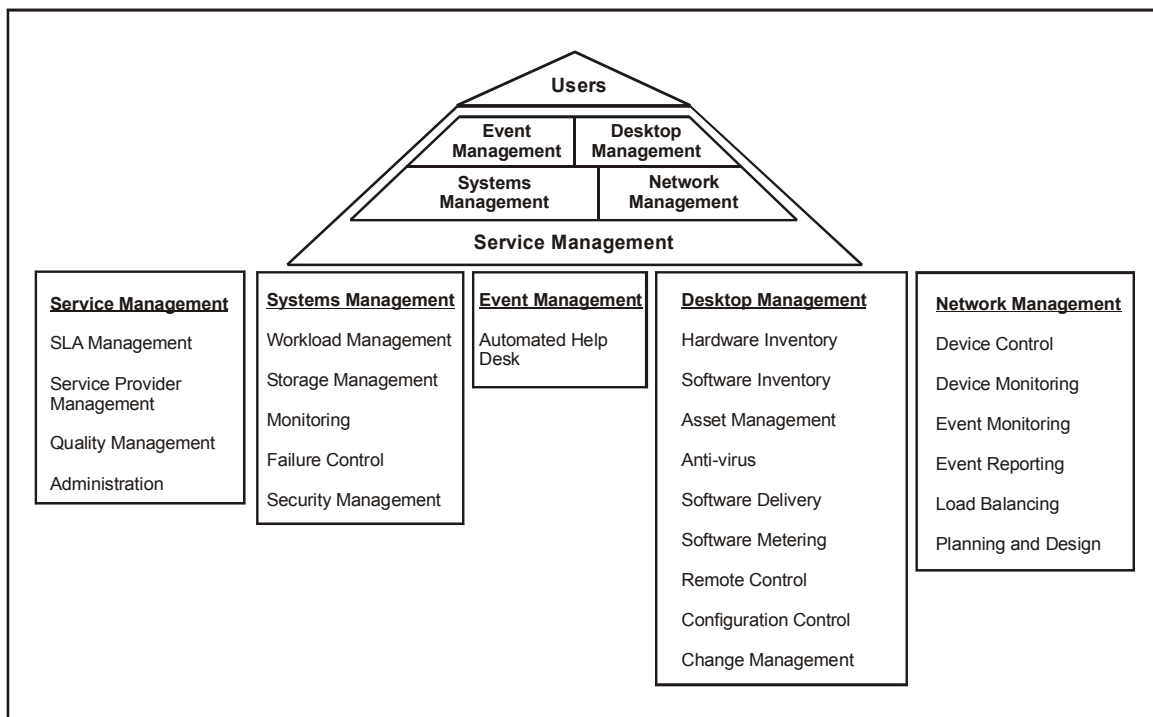 Users
Event
Management
Desktop
Management
Systems
Management
Network
Management
Service Management
Service Management
SLA Management
Service Provider
Management
Quality Management
Administration
Systems Management
Workload Management
Storage Management
Monitoring
Failure Control
Security Management
Event Management
Automated Help
Desk
Desktop Management
Hardware Inventory
Software Inventory
Asset Management
Anti-virus
Software Delivery
Software Metering
Remote Control
Configuration Control
Change Management
Network Management
Device Control
Device Monitoring
Event Monitoring
Event Reporting
Load Balancing
Planning and Design